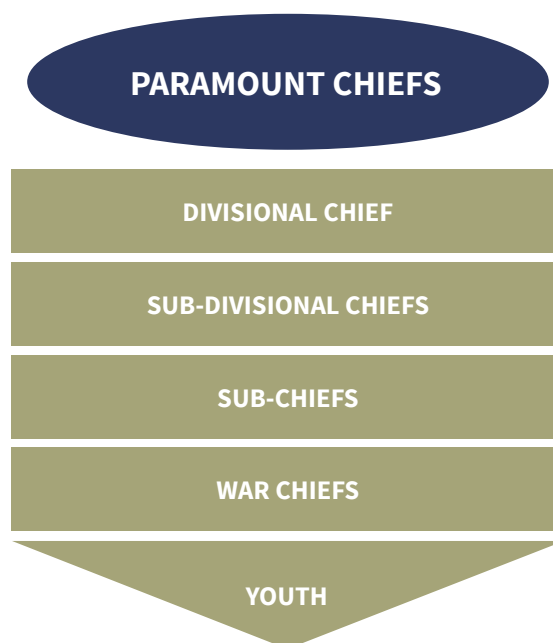 PARAMOUNT CHIEFS
DIVISIONAL CHIEF
SUB-DIVISIONAL CHIEFS
SUB-CHIEFS
WAR CHIEFS
YOUTH